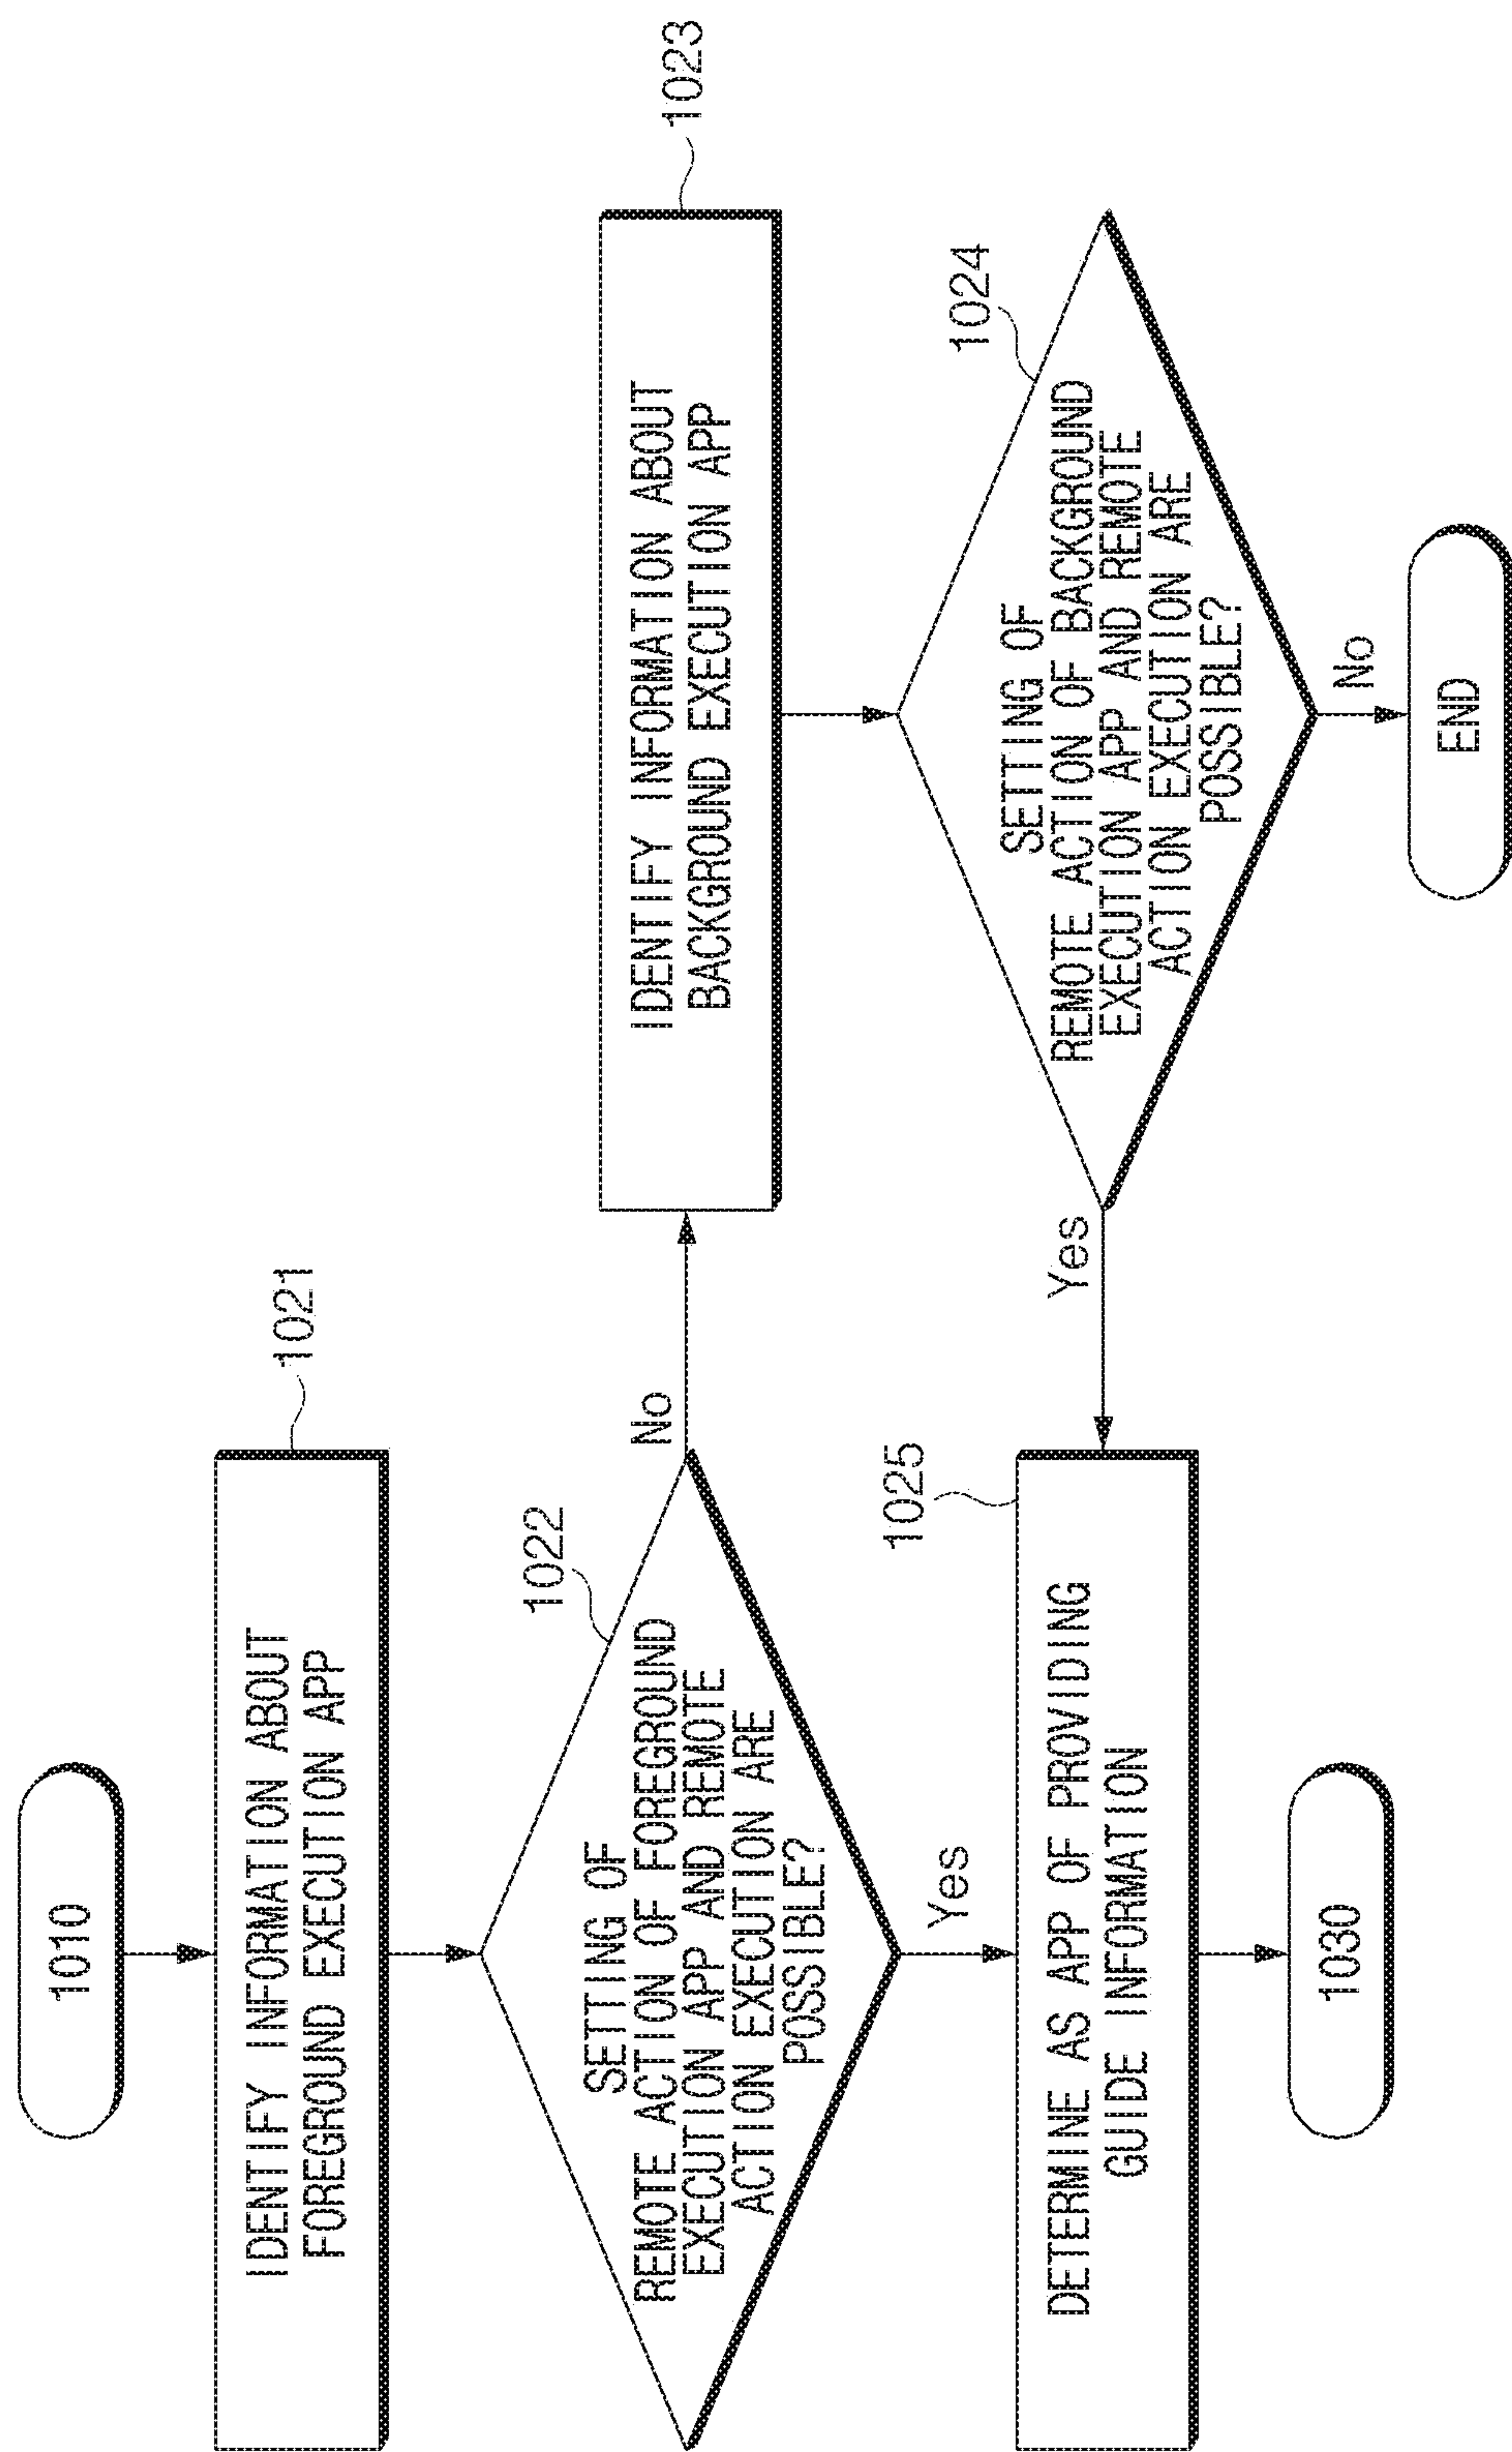 1010
1021
IDENTIFY INFORMATION ABOUT
FOREGROUND EXECUTION APP
1022
SETTING OF
REMOTE ACTION OF FOREGROUND
EXECUTION APP AND REMOTE
ACTION EXECUTION ARE
POSSIBLE?
No
Yes
1023
IDENTIFY INFORMATION ABOUT
BACKGROUND EXECUTION APP
1024
SETTING OF
REMOTE ACTION OF BACKGROUND
EXECUTION APP AND REMOTE
ACTION EXECUTION ARE
POSSIBLE?
Yes
No
END
1025
DETERMINE AS APP OF PROVIDING
GUIDE INFORMATION
1030